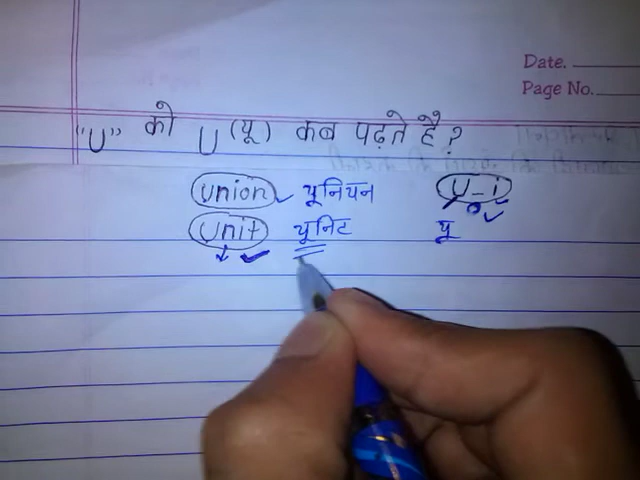 Date.
Page No.
"U" को U (यू) कब पढ़ते है?
union यूनियन U-i
unit यूनिट यू